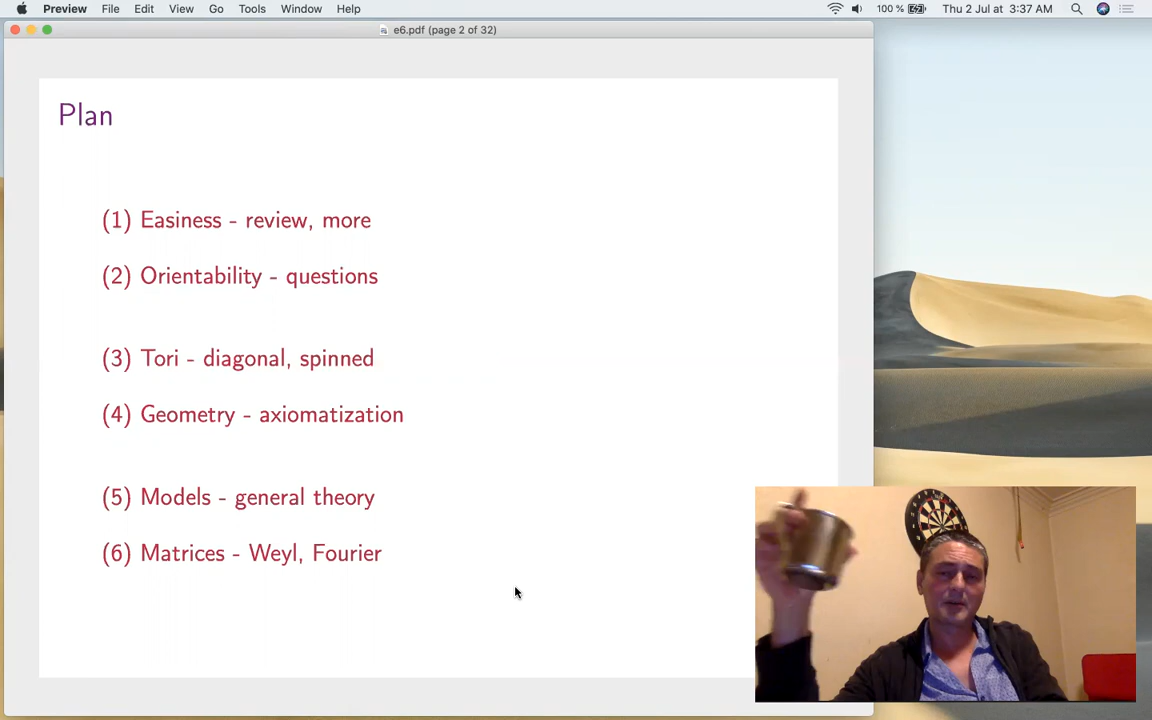 Preview File Edit View Go Tools Window Help 100 % Thu 2 Jul at 3:37 AM
e6.pdf (page 2 of 32)
Plan
(1) Easiness - review, more
(2) Orientability - questions
(3) Tori - diagonal, spinned
(4) Geometry - axiomatization
(5) Models - general theory
(6) Matrices - Weyl, Fourier